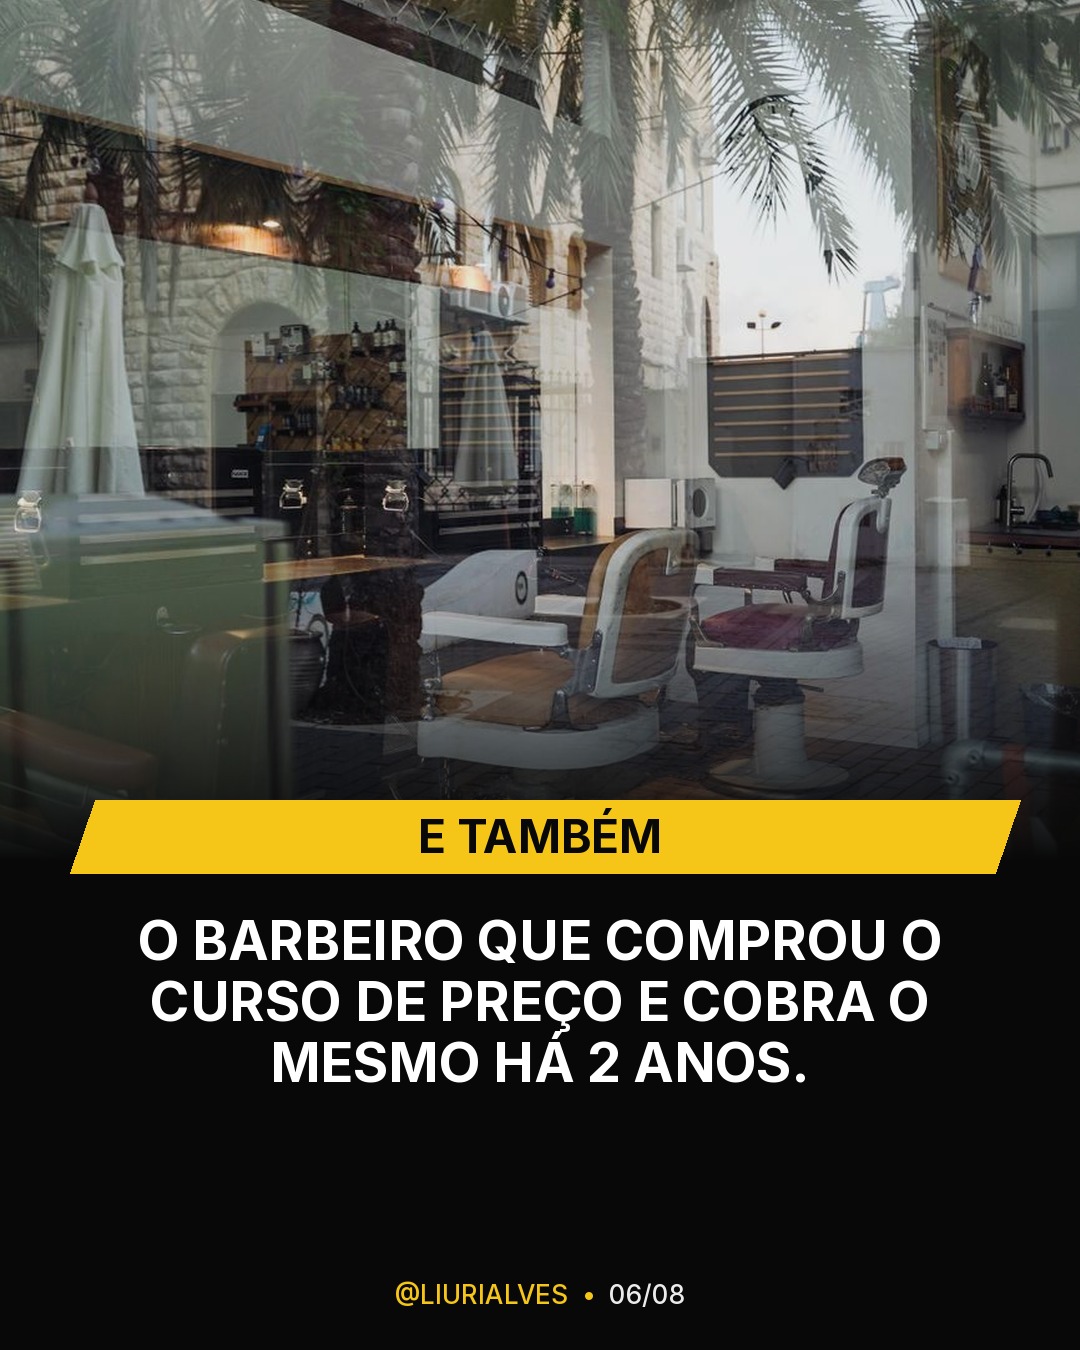 E TAMBÉM
O BARBEIRO QUE COMPROU O
CURSO DE PREÇO E COBRA O
MESMO HÁ 2 ANOS.
@LIURIALVES • 06/08